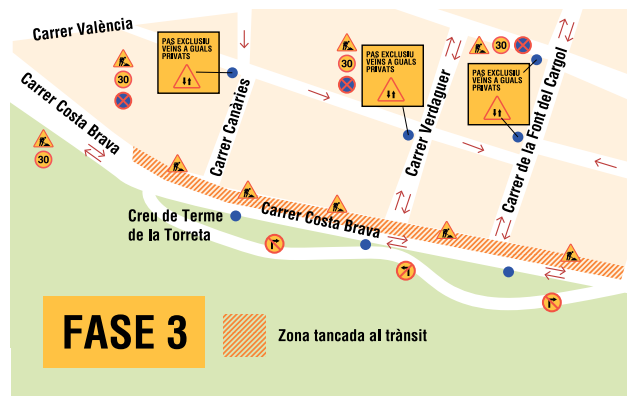 Carrer València
PAS EXCLUSIU
VEÏNS A GUALS
PRIVATS
30
Carrer Canàries
PAS EXCLUSIU
VEÏNS A GUALS
PRIVATS
30
Carrer Verdaguer
30
PAS EXCLUSIU
VEÏNS A GUALS
PRIVATS
Carrer de la Font del Cargol
Carrer Costa Brava
30
Creu de Terme
de la Torreta
Carrer Costa Brava
FASE 3
Zona tancada al trànsit